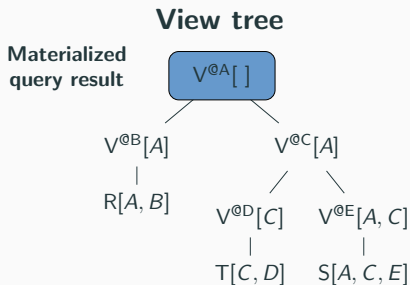 View tree
Materialized
query result
V@A[ ]
V@B[A]
V@C[A]
R[A, B]
V@D[C]
V@E[A, C]
T[C, D]
S[A, C, E]